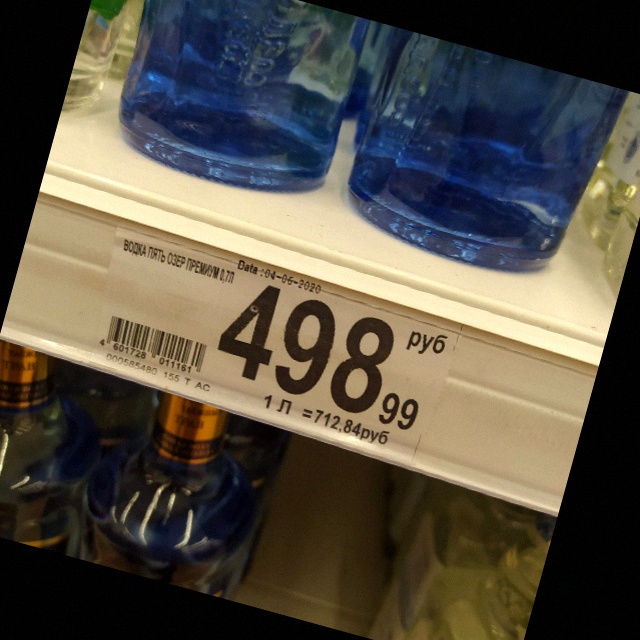 ВОДКА ПЯТЬ ОЗЕР ПРЕМИУМ 0,7Л
Data :04-06-2020
498 99 руб
4 601728 011161
000585480 155 Т АС
1 Л =712.84руб